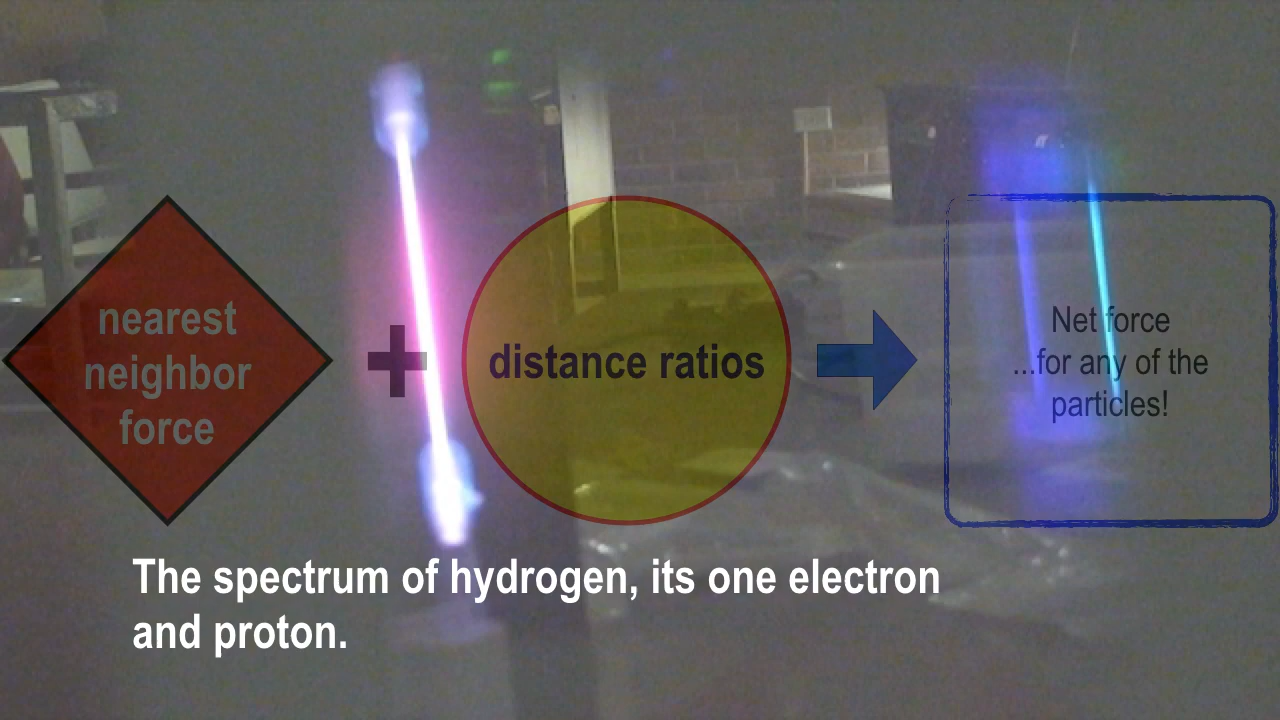 nearest
neighbor
force
+
distance ratios
Net force
...for any of the
particles!
The spectrum of hydrogen, its one electron
and proton.